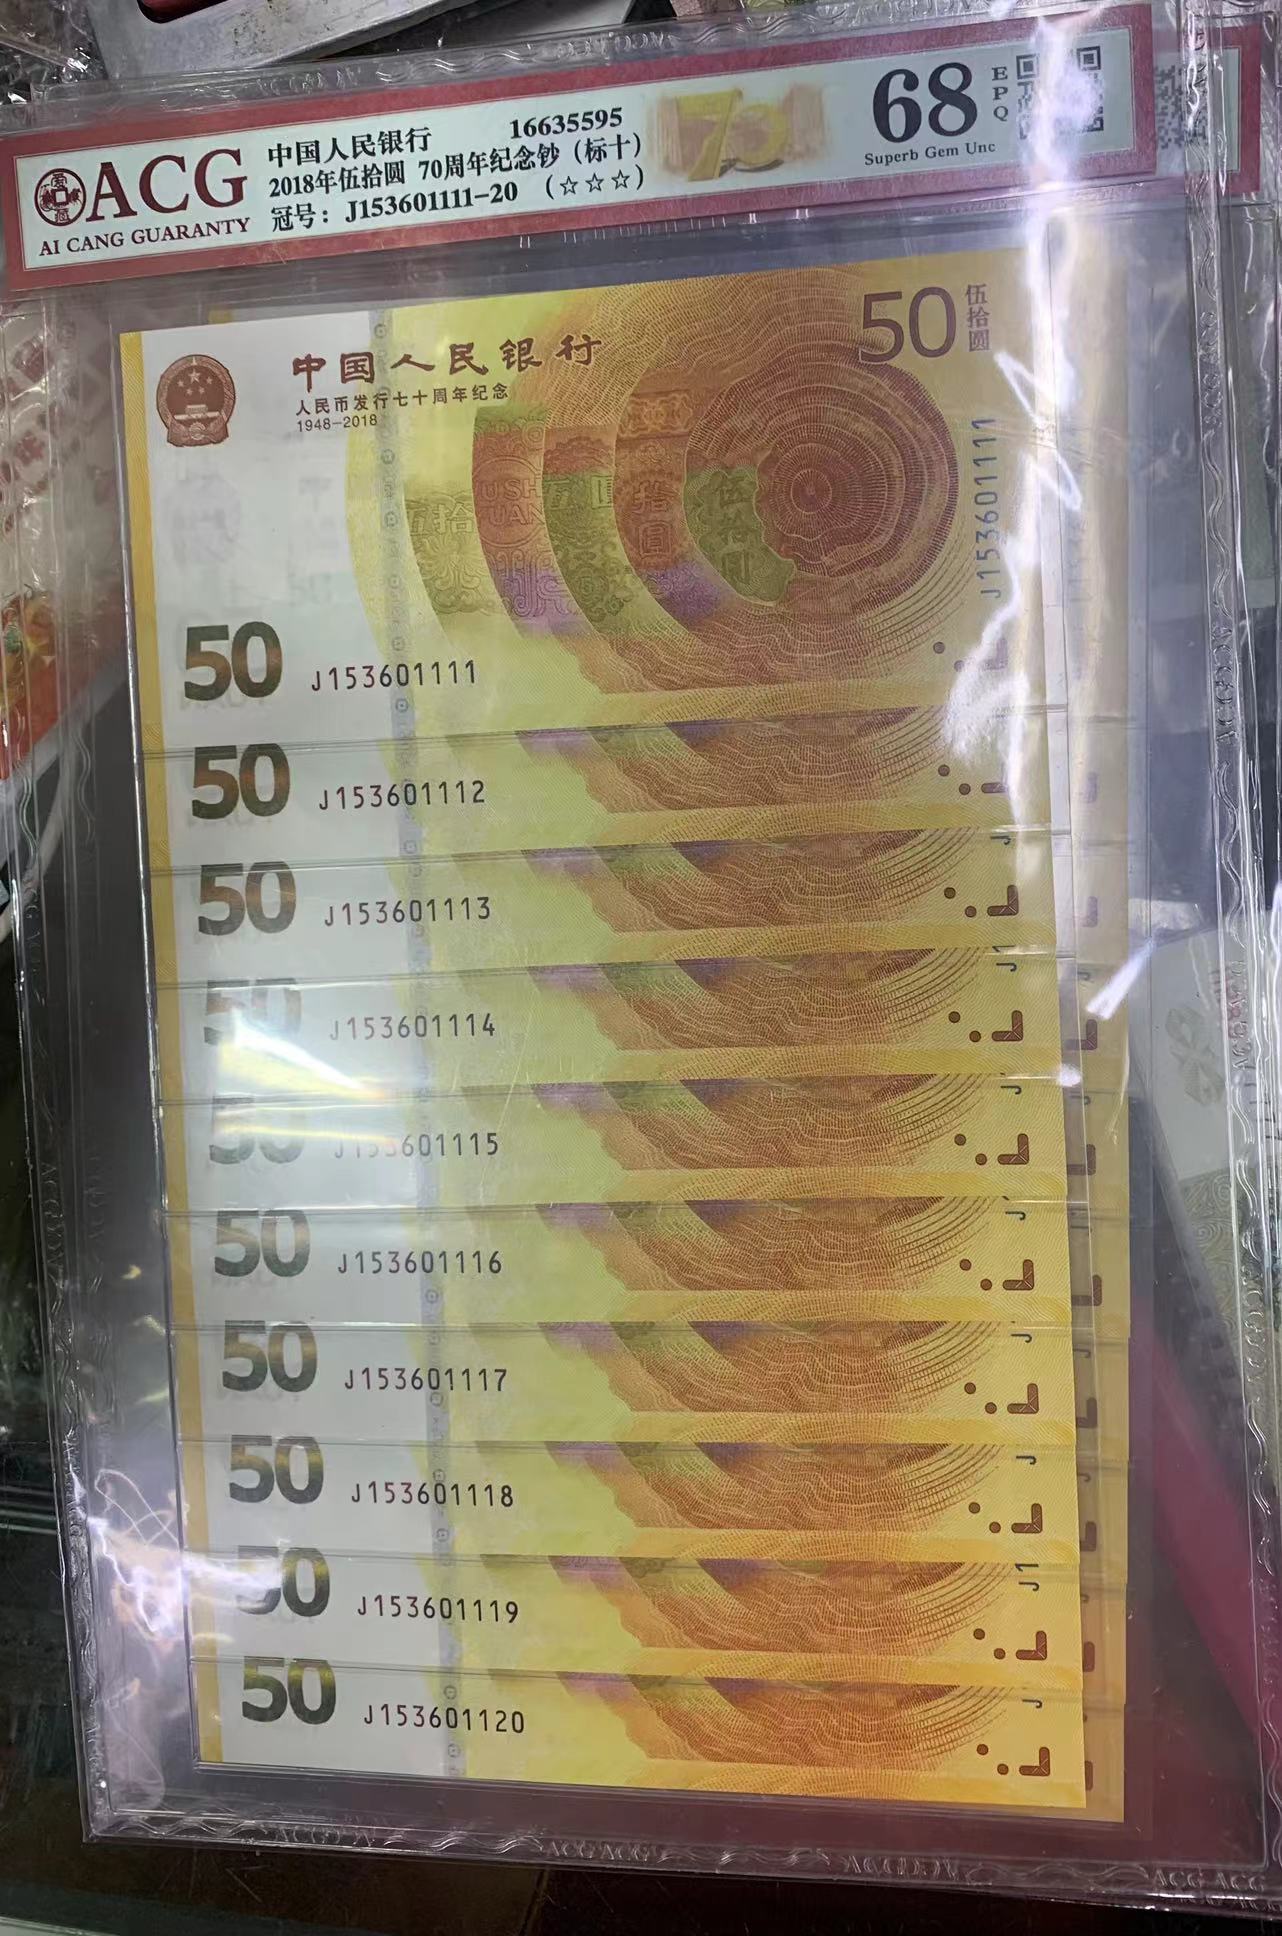 ACG
AI CANG GUARANTY
中国人民银行 16635595
2018年伍拾圆 70周年纪念钞（标十）
冠号：J153601111-20 （☆☆☆）
70
68
EPQ
Superb Gem Unc
50
伍拾圆
中国人民银行
人民币发行七十周年纪念
1948-2018
J153601111
50 J153601111
50 J153601112
50 J153601113
50 J153601114
50 J153601115
50 J153601116
50 J153601117
50 J153601118
50 J153601119
50 J153601120